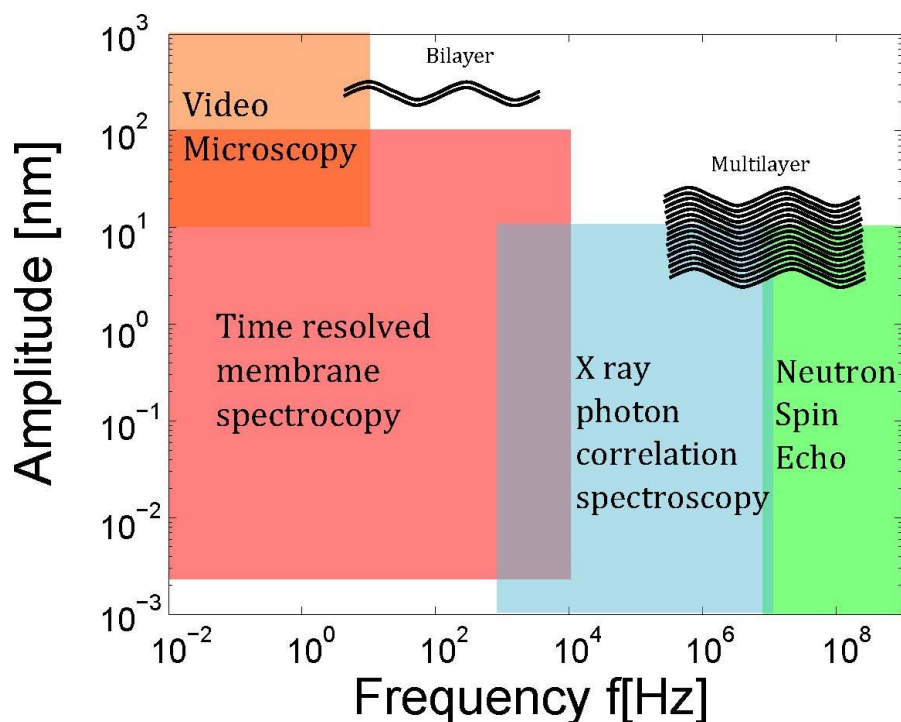 Amplitude [nm]
10³
10²
10¹
10⁰
10⁻¹
10⁻²
10⁻³
Video
Microscopy
Bilayer
Multilayer
Time resolved
membrane
spectrocopy
X ray
photon
correlation
spectroscopy
Neutron
Spin
Echo
10⁻² 10⁰ 10² 10⁴ 10⁶ 10⁸
Frequency f[Hz]